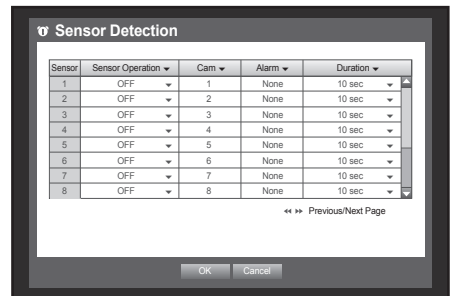 Sensor Detection
Sensor Sensor Operation Cam Alarm Duration
1 OFF 1 None 10 sec
2 OFF 2 None 10 sec
3 OFF 3 None 10 sec
4 OFF 4 None 10 sec
5 OFF 5 None 10 sec
6 OFF 6 None 10 sec
7 OFF 7 None 10 sec
8 OFF 8 None 10 sec
Previous/Next Page
OK Cancel